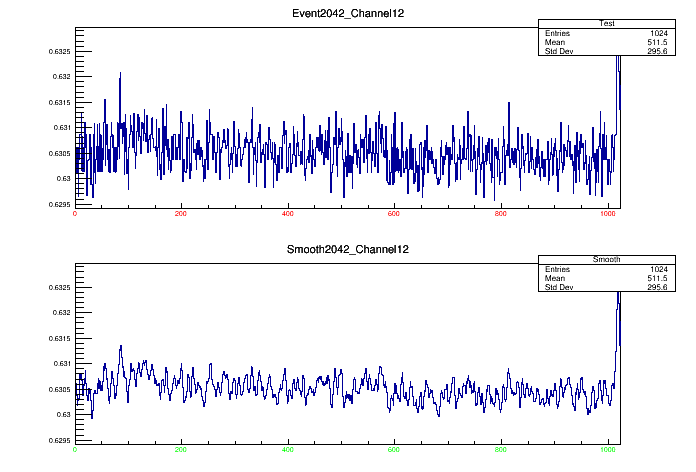 Event2042_Channel12
Test
Entries 1024
Mean 511.5
Std Dev 295.6
0.6325
0.632
0.6315
0.631
0.6305
0.63
0.6295
0 200 400 600 800 1000
Smooth2042_Channel12
Smooth
Entries 1024
Mean 511.5
Std Dev 295.6
0.6325
0.632
0.6315
0.631
0.6305
0.63
0.6295
0 200 400 600 800 1000